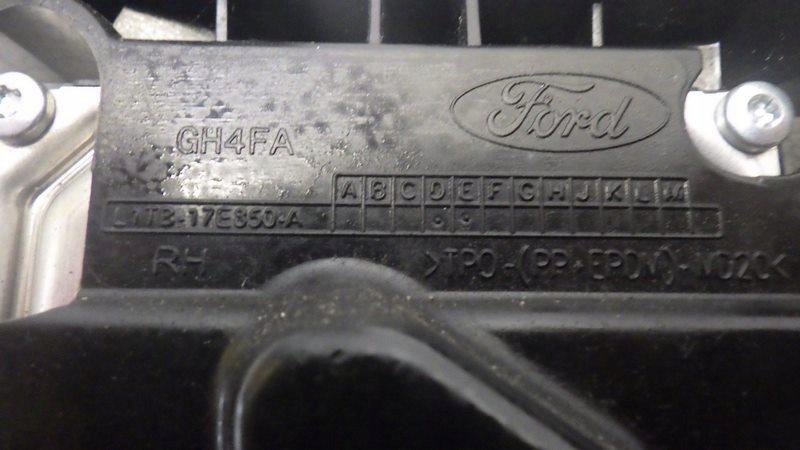 Ford
GH4FA
A B C D E F G H J K L M
L1TB-17E850-A
RH
>TPO-(PP+EPDM)-MD20<